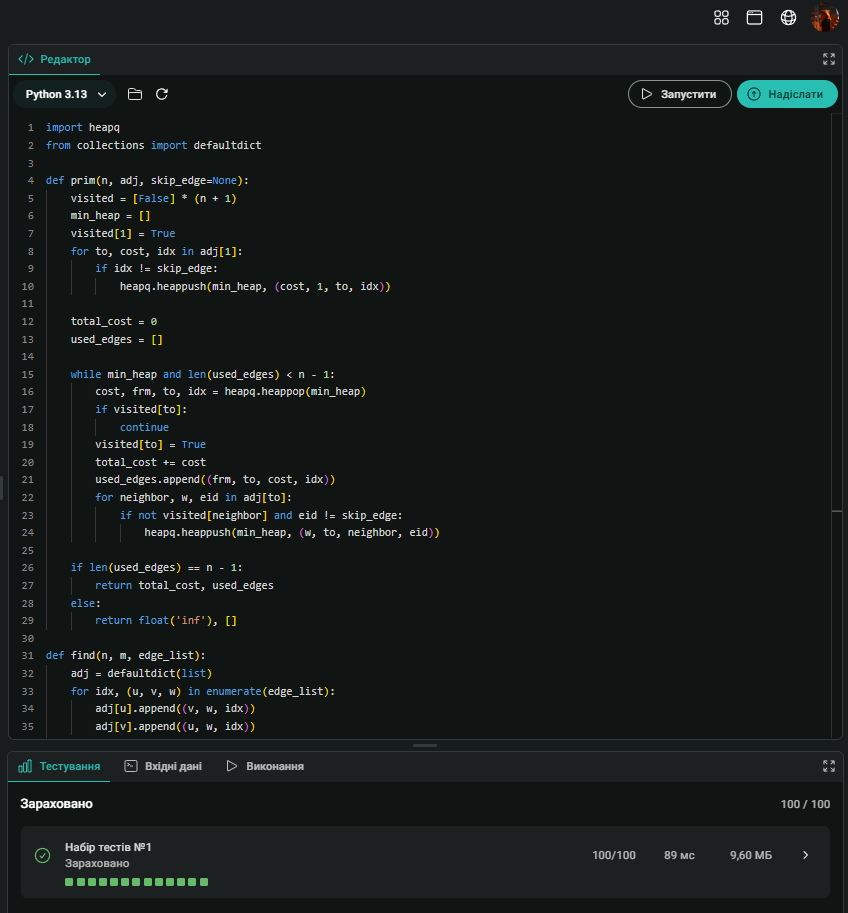 </> Редактор
Python 3.13
Запустити
Надіслати
1 import heapq
2 from collections import defaultdict
3
4 def prim(n, adj, skip_edge=None):
5     visited = [False] * (n + 1)
6     min_heap = []
7     visited[1] = True
8     for to, cost, idx in adj[1]:
9         if idx != skip_edge:
10             heapq.heappush(min_heap, (cost, 1, to, idx))
11
12     total_cost = 0
13     used_edges = []
14
15     while min_heap and len(used_edges) < n - 1:
16         cost, frm, to, idx = heapq.heappop(min_heap)
17         if visited[to]:
18             continue
19         visited[to] = True
20         total_cost += cost
21         used_edges.append((frm, to, cost, idx))
22         for neighbor, w, eid in adj[to]:
23             if not visited[neighbor] and eid != skip_edge:
24                 heapq.heappush(min_heap, (w, to, neighbor, eid))
25
26     if len(used_edges) == n - 1:
27         return total_cost, used_edges
28     else:
29         return float('inf'), []
30
31 def find(n, m, edge_list):
32     adj = defaultdict(list)
33     for idx, (u, v, w) in enumerate(edge_list):
34         adj[u].append((v, w, idx))
35         adj[v].append((u, w, idx))
Тестування Вхідні дані Виконання
Зараховано 100 / 100
Набір тестів №1
Зараховано
100/100 89 мс 9,60 МБ